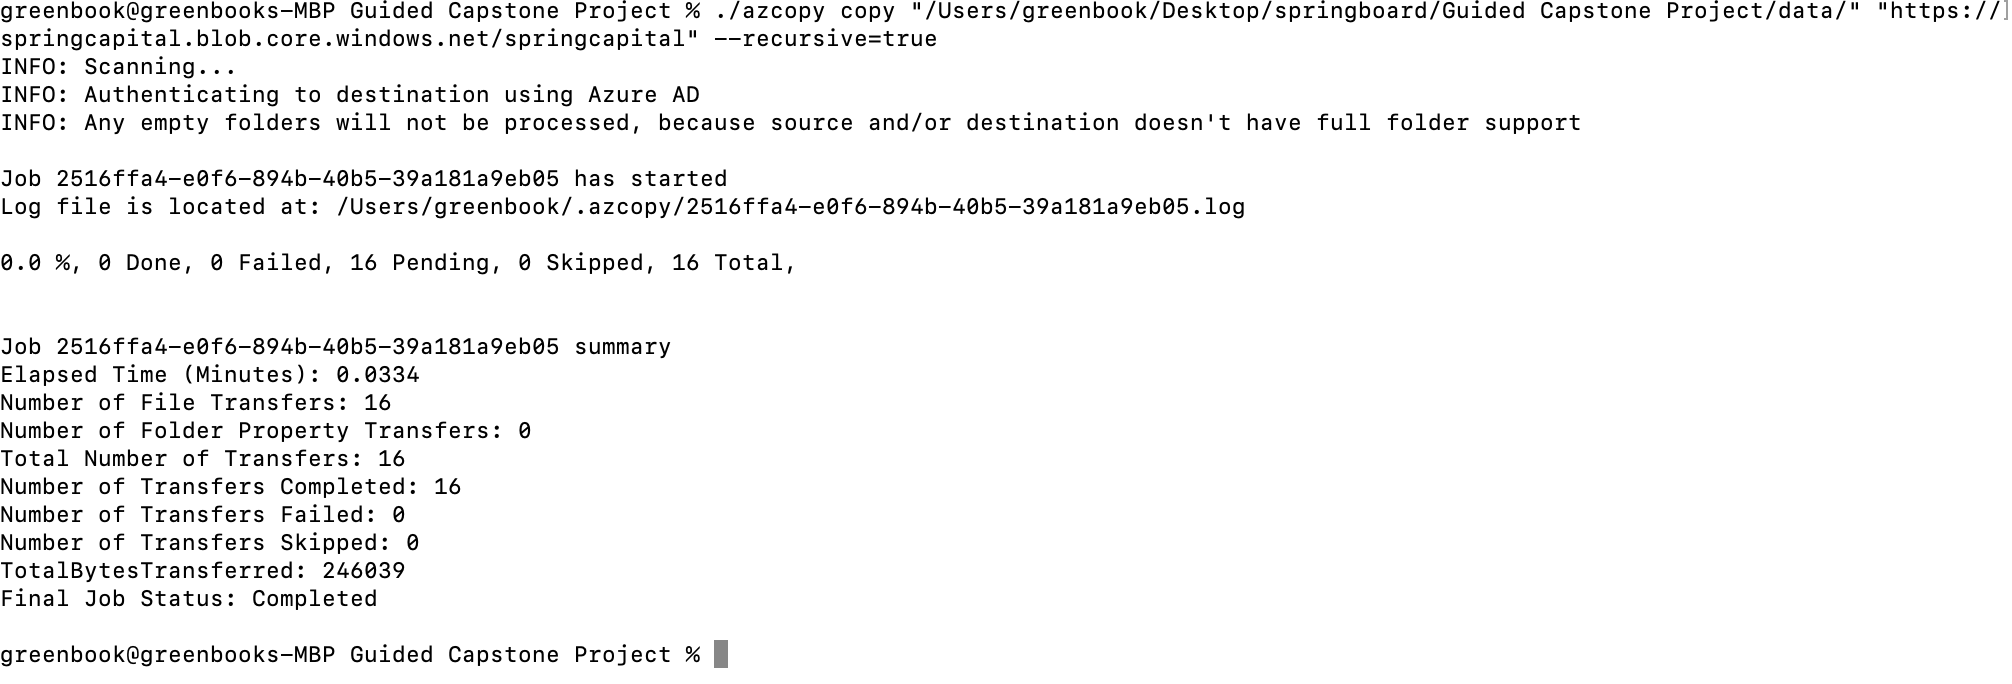 greenbook@greenbooks-MBP Guided Capstone Project % ./azcopy copy "/Users/greenbook/Desktop/springboard/Guided Capstone Project/data/" "https://
springcapital.blob.core.windows.net/springcapital" --recursive=true
INFO: Scanning...
INFO: Authenticating to destination using Azure AD
INFO: Any empty folders will not be processed, because source and/or destination doesn't have full folder support
Job 2516ffa4-e0f6-894b-40b5-39a181a9eb05 has started
Log file is located at: /Users/greenbook/.azcopy/2516ffa4-e0f6-894b-40b5-39a181a9eb05.log
0.0 %, 0 Done, 0 Failed, 16 Pending, 0 Skipped, 16 Total,
Job 2516ffa4-e0f6-894b-40b5-39a181a9eb05 summary
Elapsed Time (Minutes): 0.0334
Number of File Transfers: 16
Number of Folder Property Transfers: 0
Total Number of Transfers: 16
Number of Transfers Completed: 16
Number of Transfers Failed: 0
Number of Transfers Skipped: 0
TotalBytesTransferred: 246039
Final Job Status: Completed
greenbook@greenbooks-MBP Guided Capstone Project %